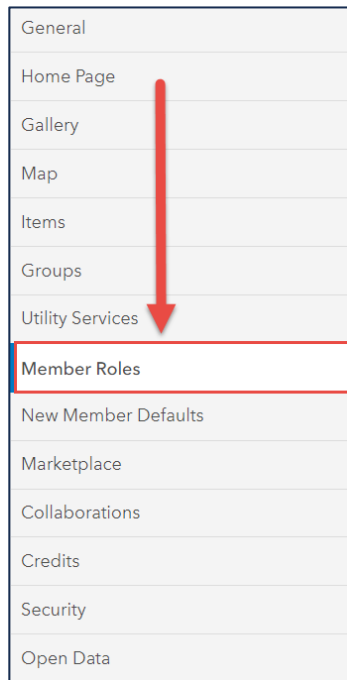 General
Home Page
Gallery
Map
Items
Groups
Utility Services
Member Roles
New Member Defaults
Marketplace
Collaborations
Credits
Security
Open Data